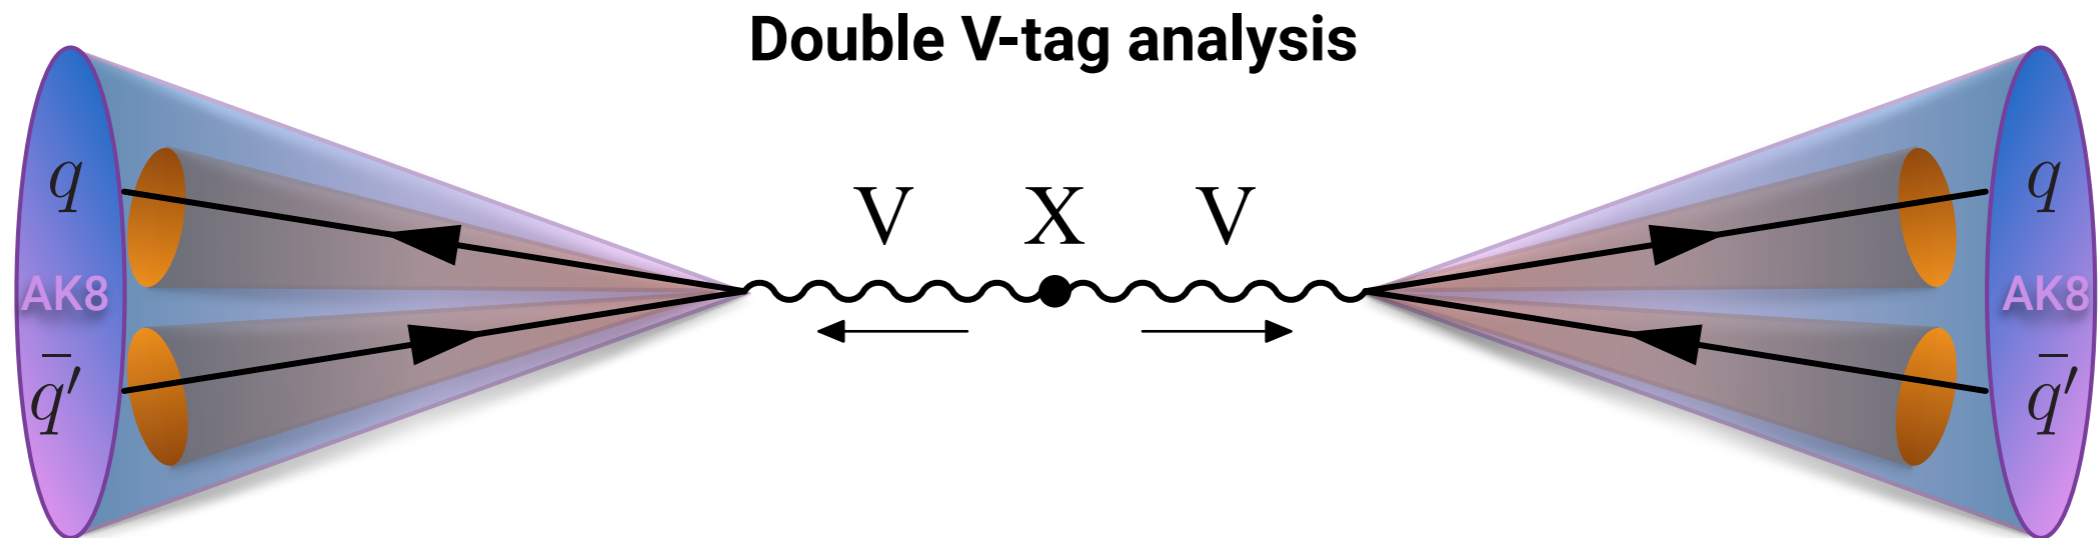 Double V-tag analysis
q V X V q
AK8 AK8
q̄′ q̄′